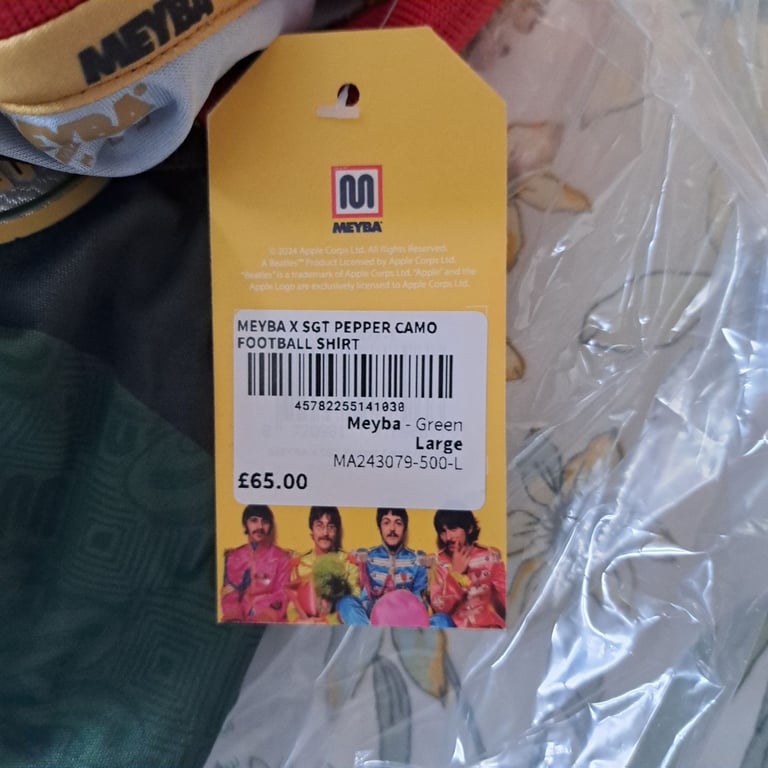 MEYBA
MEYBA
© 2024 Apple Corps Ltd. All Rights Reserved.
A Beatles™ Product Licensed by Apple Corps Ltd.
"Beatles" is a trademark of Apple Corps Ltd. "Apple" and the
Apple Logo are exclusively licensed to Apple Corps Ltd.
MEYBA X SGT PEPPER CAMO
FOOTBALL SHIRT
45782255141030
Meyba - Green
Large
MA243079-500-L
£65.00